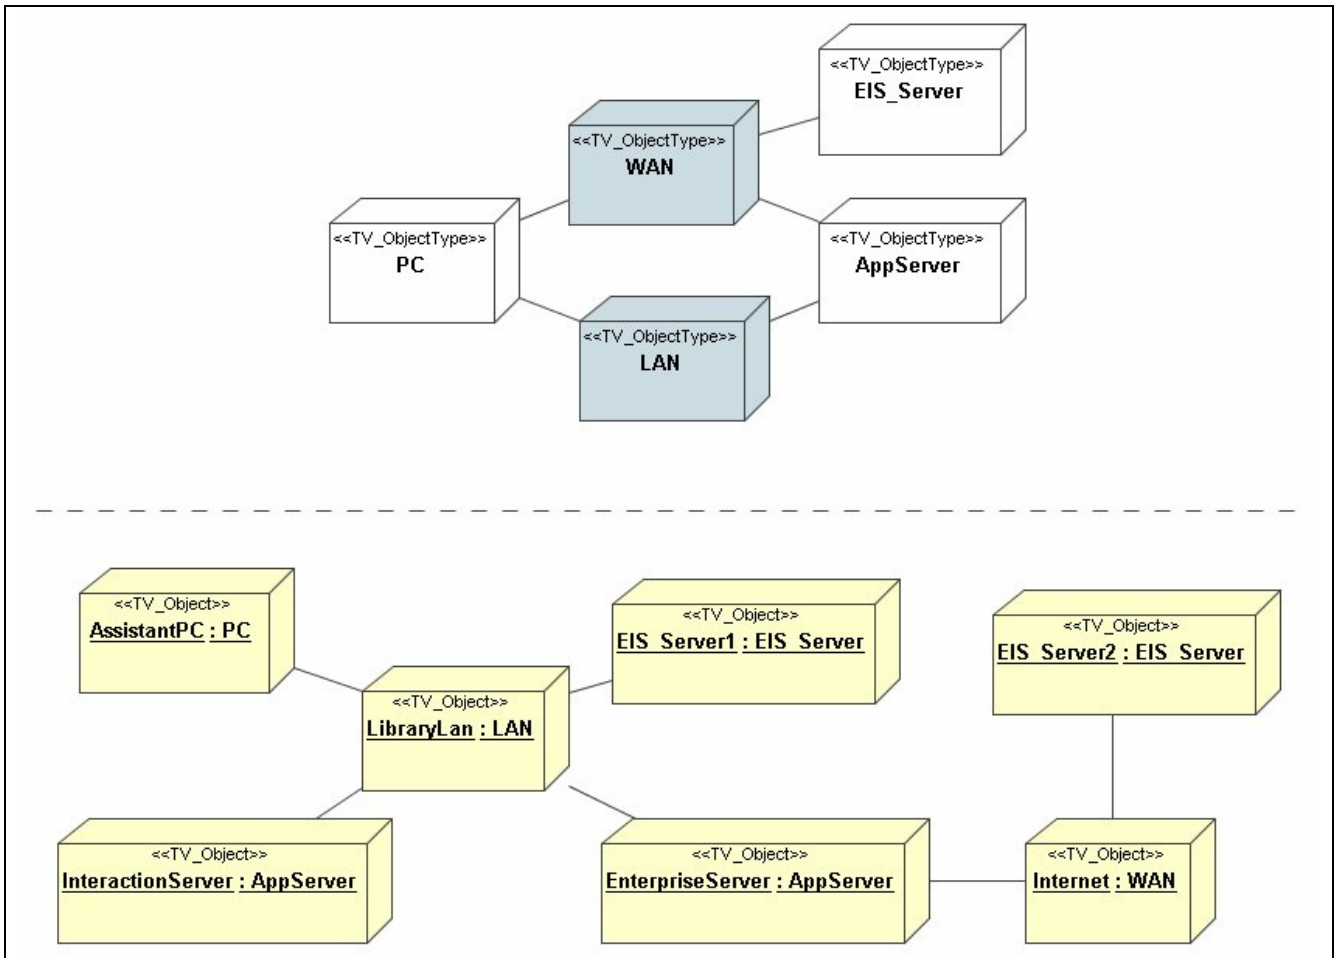 <<TV_ObjectType>>
EIS_Server
<<TV_ObjectType>>
WAN
<<TV_ObjectType>>
PC
<<TV_ObjectType>>
AppServer
<<TV_ObjectType>>
LAN
<<TV_Object>>
AssistantPC : PC
<<TV_Object>>
EIS_Server1 : EIS_Server
<<TV_Object>>
EIS_Server2 : EIS_Server
<<TV_Object>>
LibraryLan : LAN
<<TV_Object>>
InteractionServer : AppServer
<<TV_Object>>
EnterpriseServer : AppServer
<<TV_Object>>
Internet : WAN